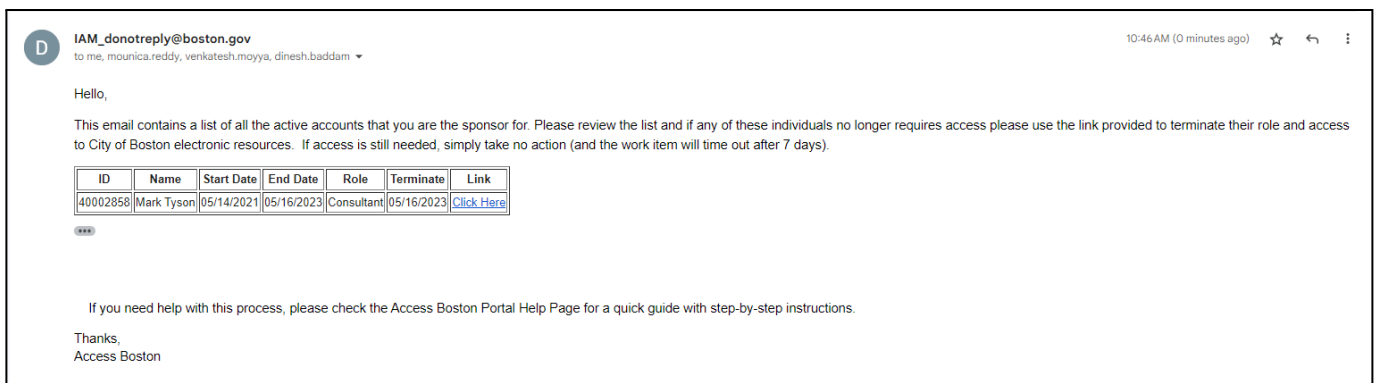 D
IAM_donotreply@boston.gov
10:46 AM (0 minutes ago)
to me, mounica.reddy, venkatesh.moyya, dinesh.baddam
Hello,
This email contains a list of all the active accounts that you are the sponsor for. Please review the list and if any of these individuals no longer requires access please use the link provided to terminate their role and access
to City of Boston electronic resources.  If access is still needed, simply take no action (and the work item will time out after 7 days).
ID Name Start Date End Date Role Terminate Link
40002858 Mark Tyson 05/14/2021 05/16/2023 Consultant 05/16/2023 Click Here
If you need help with this process, please check the Access Boston Portal Help Page for a quick guide with step-by-step instructions.
Thanks,
Access Boston